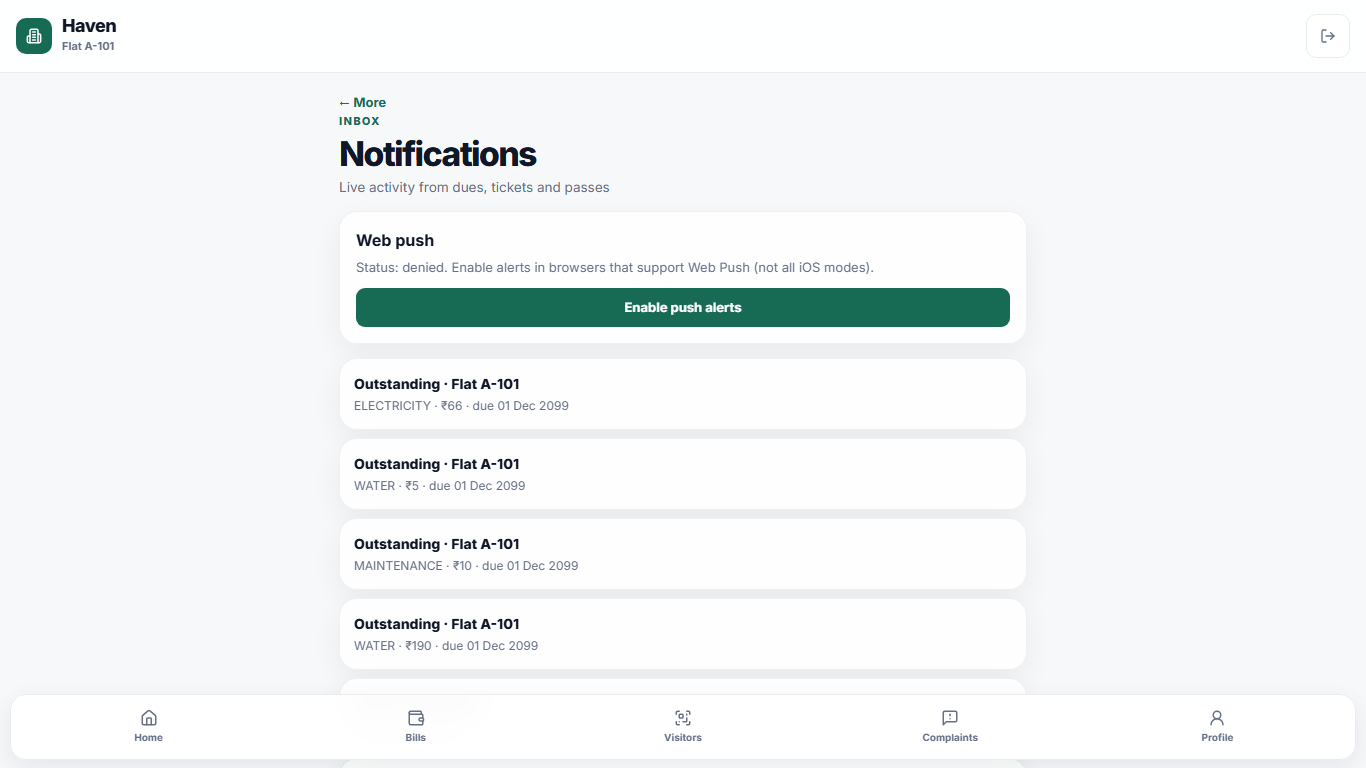 Haven
Flat A-101
← More
INBOX
Notifications
Live activity from dues, tickets and passes
Web push
Status: denied. Enable alerts in browsers that support Web Push (not all iOS modes).
Enable push alerts
Outstanding · Flat A-101
ELECTRICITY · ₹66 · due 01 Dec 2099
Outstanding · Flat A-101
WATER · ₹5 · due 01 Dec 2099
Outstanding · Flat A-101
MAINTENANCE · ₹10 · due 01 Dec 2099
Outstanding · Flat A-101
WATER · ₹190 · due 01 Dec 2099
Home
Bills
Visitors
Complaints
Profile